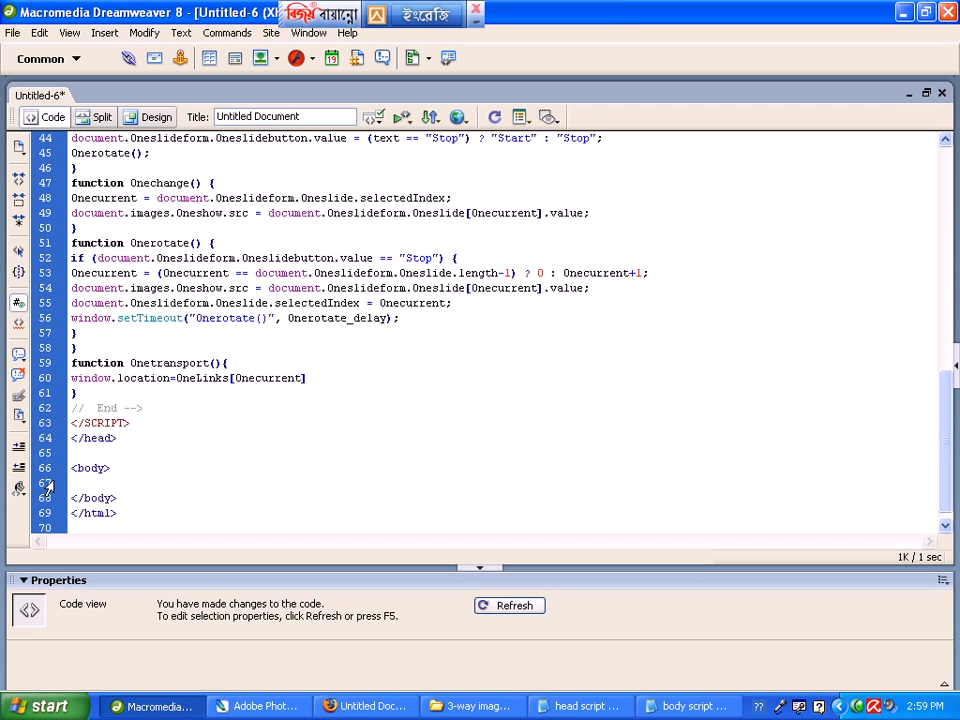 Macromedia Dreamweaver 8 - [Untitled-6 (XH
বিজয় বায়ান্নো
ইংরেজি
File Edit View Insert Modify Text Commands Site Window Help
Common
Untitled-6*
Code Split Design Title: Untitled Document
44 document.Oneslideform.Oneslidebutton.value = (text == "Stop") ? "Start" : "Stop";
45 Onerotate();
46 }
47 function Onechange() {
48 Onecurrent = document.Oneslideform.Oneslide.selectedIndex;
49 document.images.Oneshow.src = document.Oneslideform.Oneslide[Onecurrent].value;
50 }
51 function Onerotate() {
52 if (document.Oneslideform.Oneslidebutton.value == "Stop") {
53 Onecurrent = (Onecurrent == document.Oneslideform.Oneslide.length-1) ? 0 : Onecurrent+1;
54 document.images.Oneshow.src = document.Oneslideform.Oneslide[Onecurrent].value;
55 document.Oneslideform.Oneslide.selectedIndex = Onecurrent;
56 window.setTimeout("Onerotate()", Onerotate_delay);
57 }
58 }
59 function Onetransport(){
60 window.location=OneLinks[Onecurrent]
61 }
62 // End -->
63 </SCRIPT>
64 </head>
65
66 <body>
67
68 </body>
69 </html>
70
1K / 1 sec
Properties
Code view You have made changes to the code. Refresh
To edit selection properties, click Refresh or press F5.
start Macromedia... Adobe Phot... Untitled Doc... 3-way imag... head script ... body script ... ?? 2:59 PM